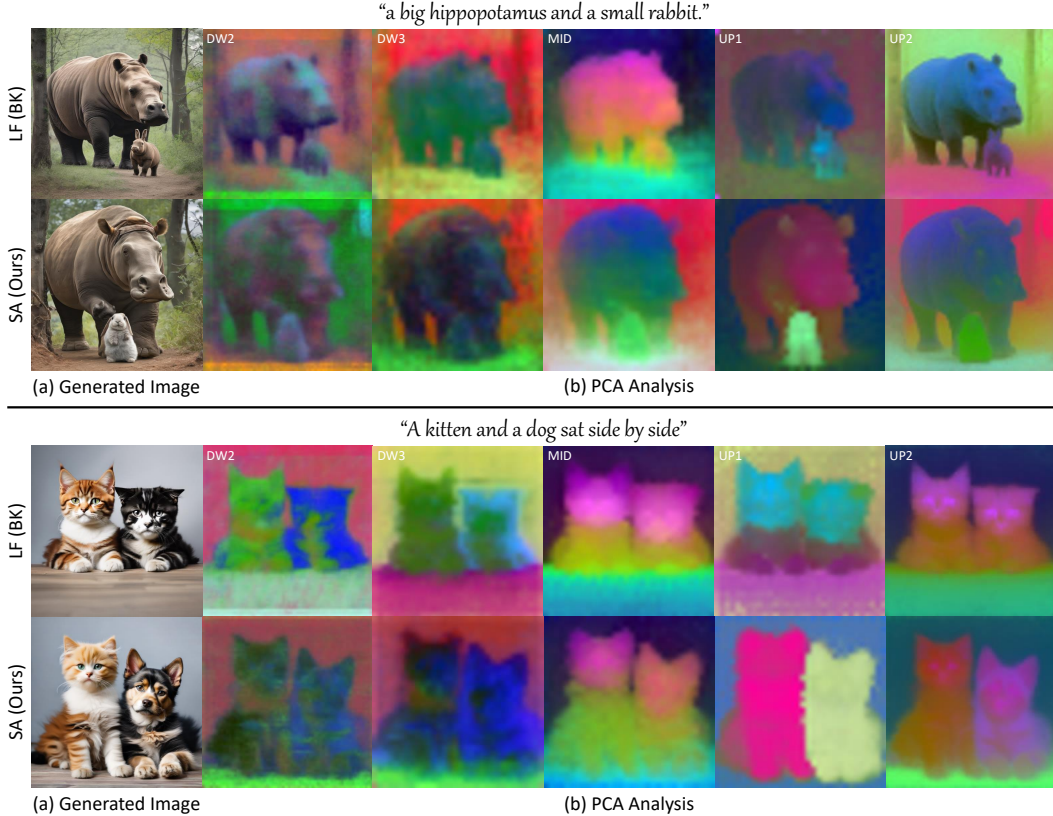 “a big hippopotamus and a small rabbit.”
LF (BK)
DW2
DW3
MID
UP1
UP2
SA (Ours)
(a) Generated Image
(b) PCA Analysis
“A kitten and a dog sat side by side”
LF (BK)
DW2
DW3
MID
UP1
UP2
SA (Ours)
(a) Generated Image
(b) PCA Analysis